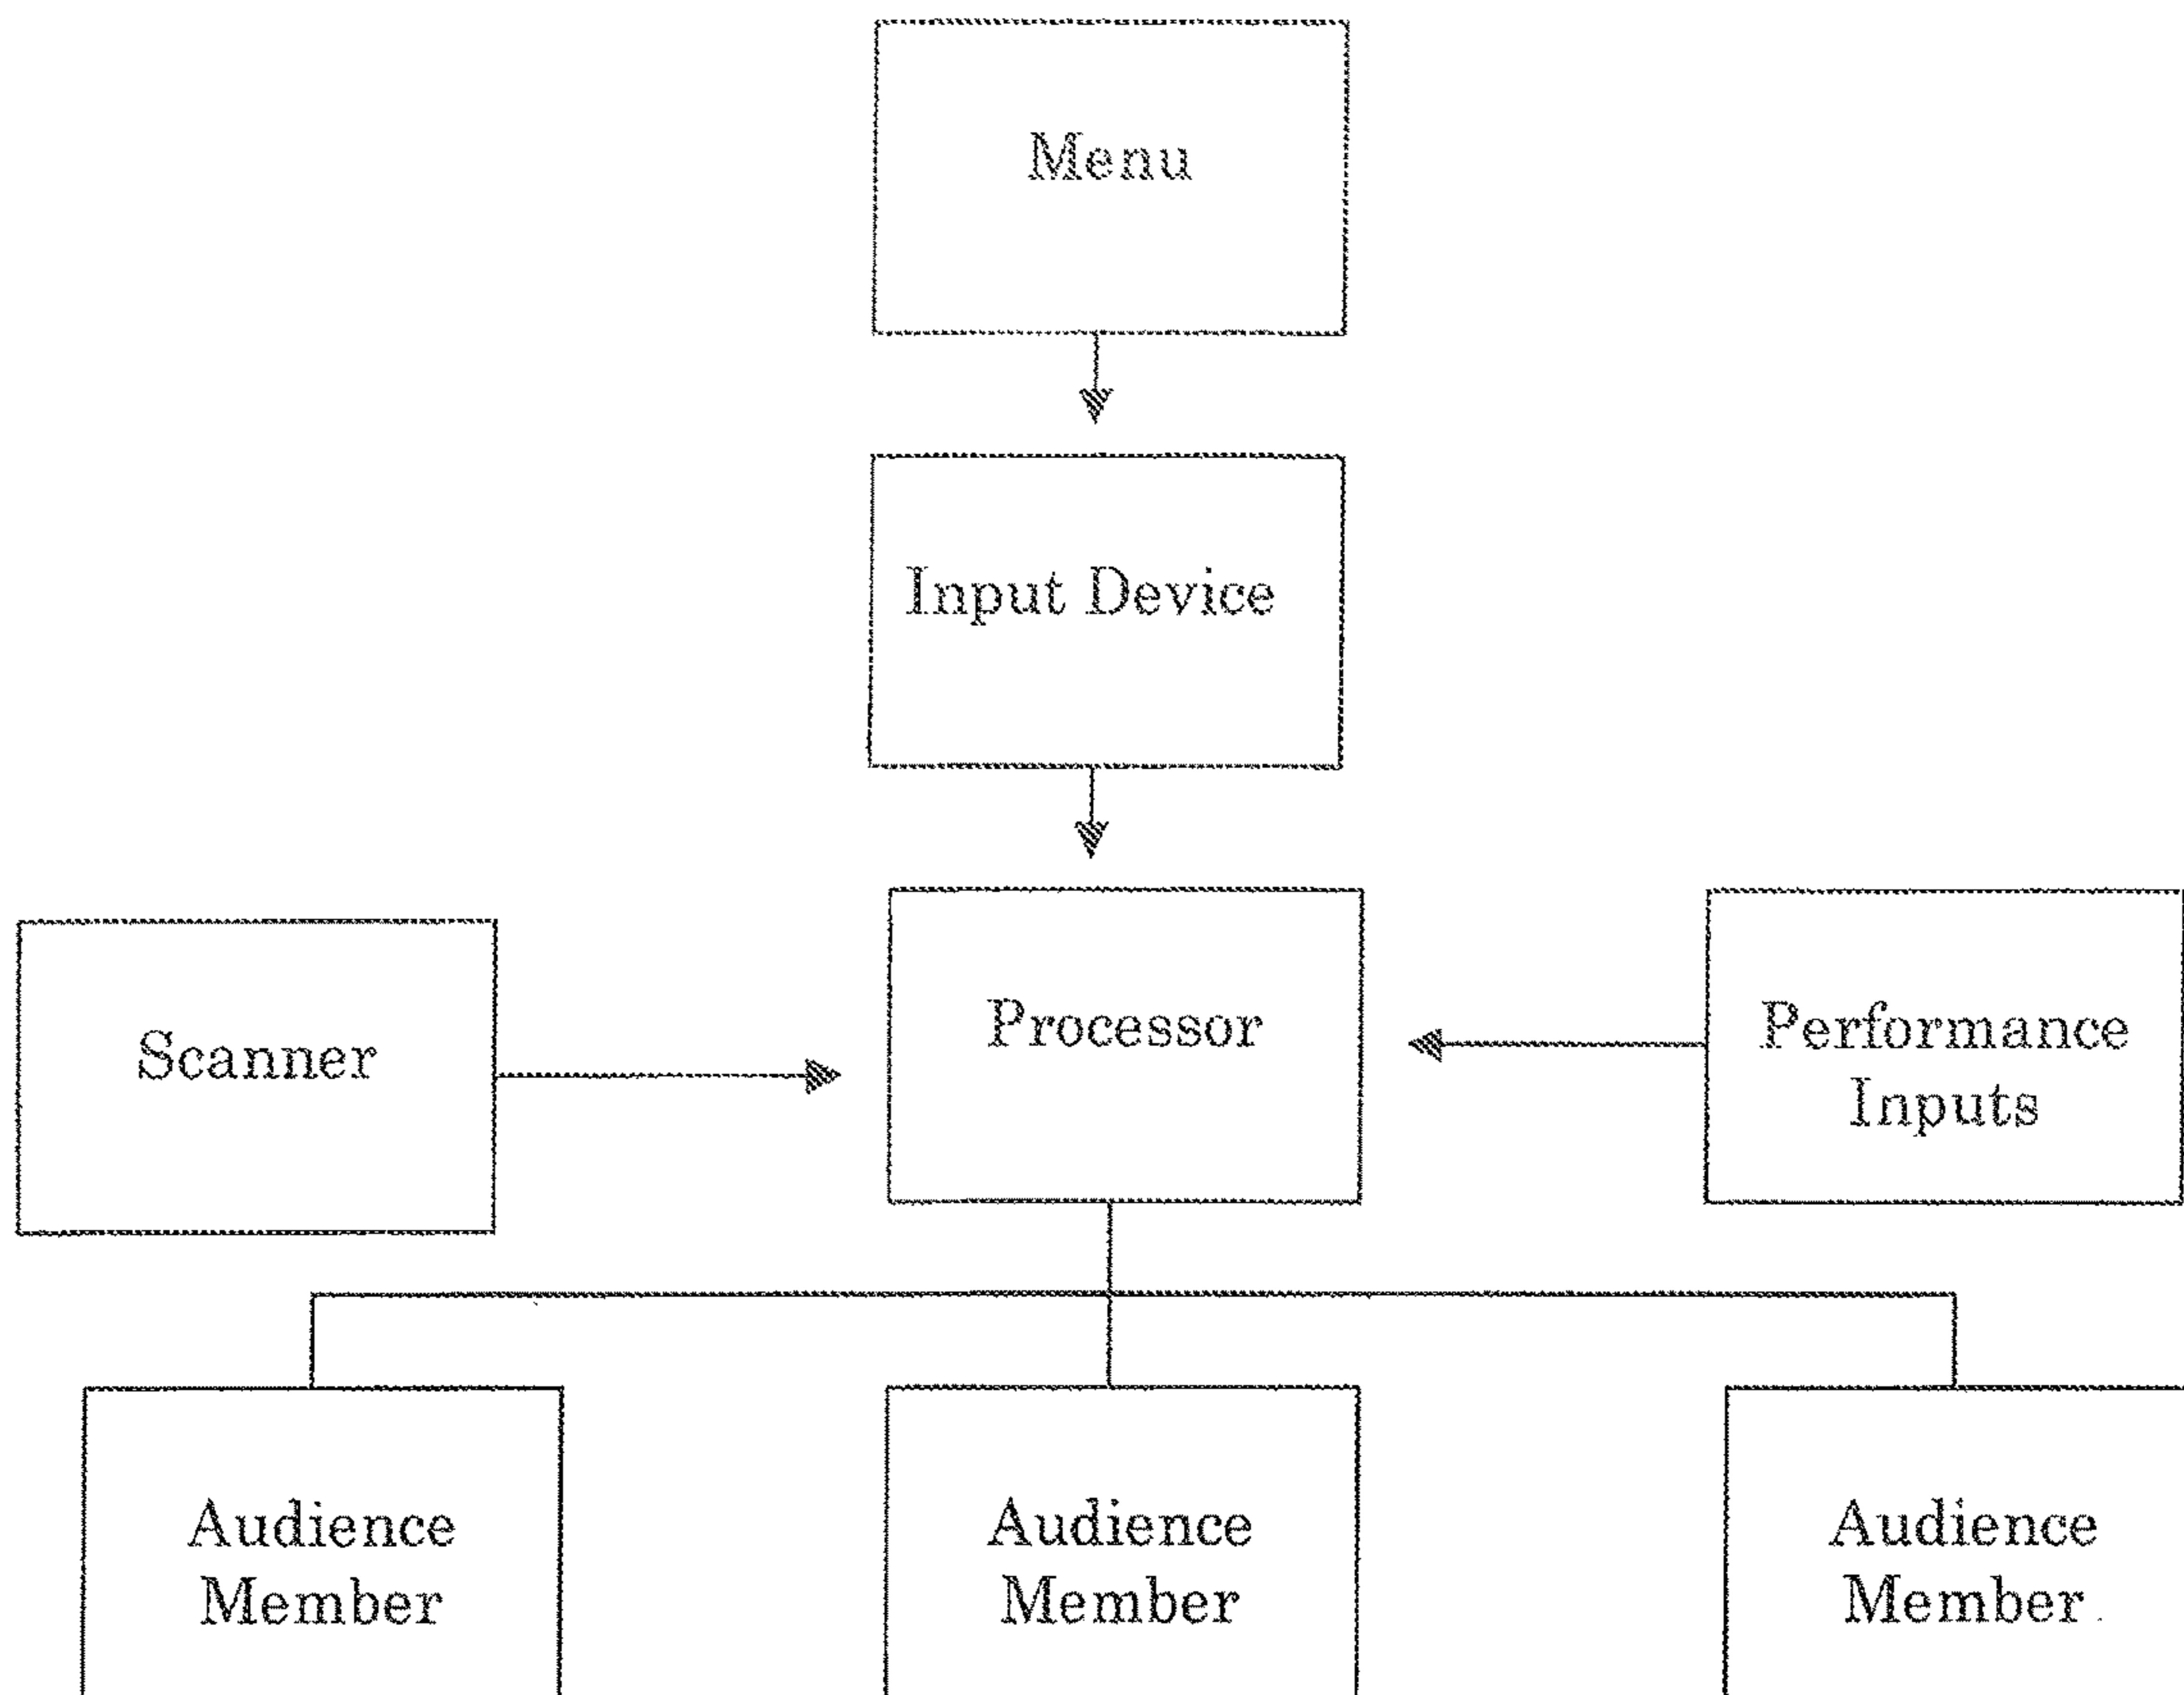 Menu
Input Device
Scanner
Processor
Performance
Inputs
Audience
Member
Audience
Member
Audience
Member